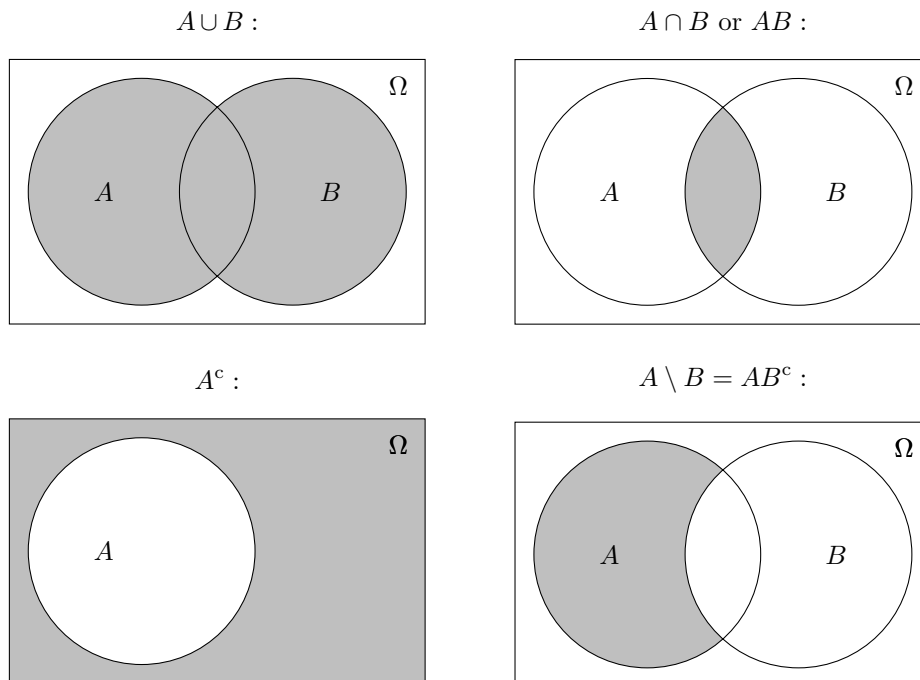 A ∪ B :
Ω
A
B
A ∩ B or AB :
Ω
A
B
Aᶜ :
Ω
A
A \ B = ABᶜ :
Ω
A
B